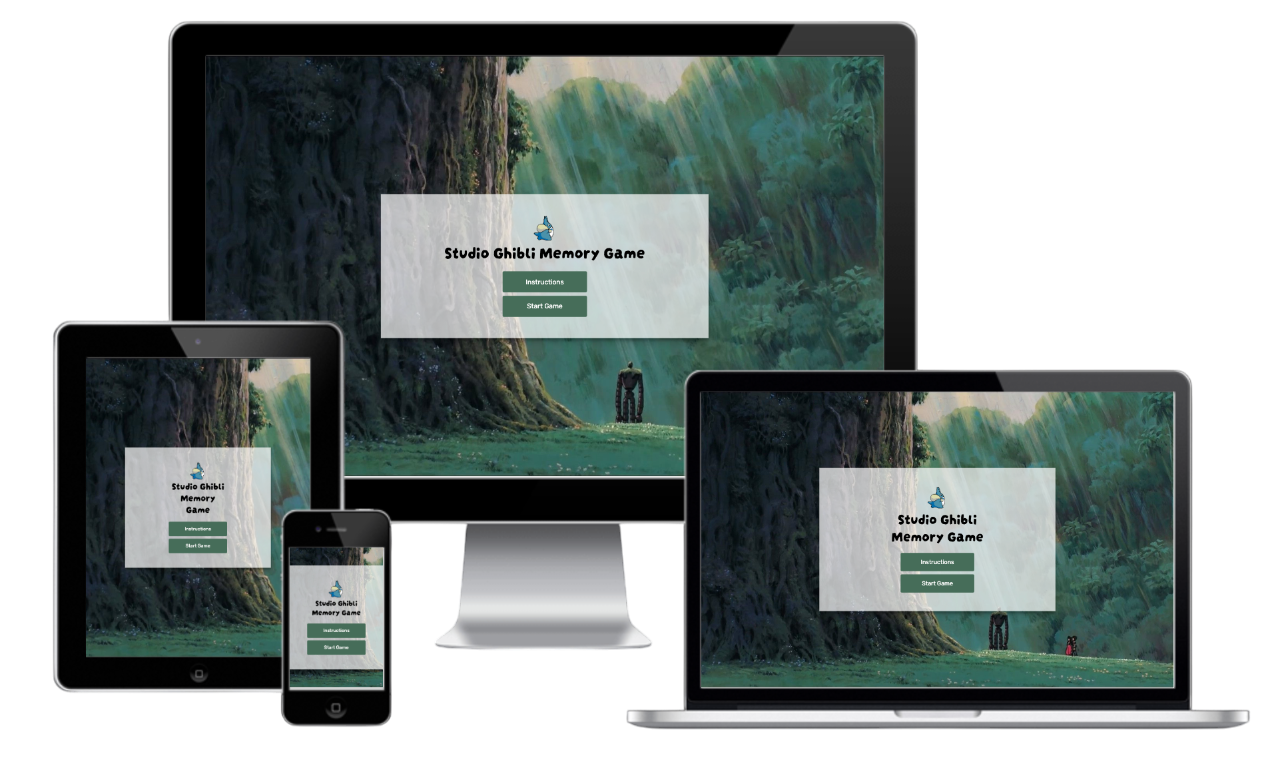 Studio Ghibli Memory Game
Instructions
Start Game
Studio Ghibli
Memory
Game
Instructions
Start Game
Studio Ghibli
Memory Game
Instructions
Start Game
Studio Ghibli
Memory Game
Instructions
Start Game